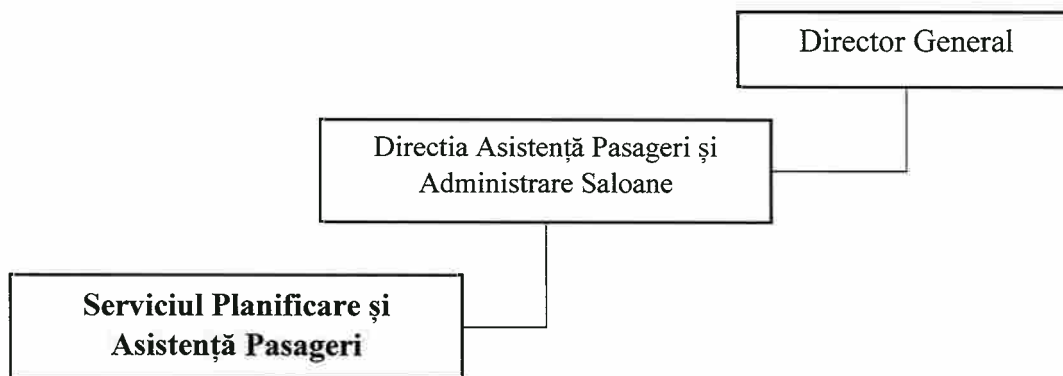 Director General
Directia Asistență Pasageri și
Administrare Saloane
Serviciul Planificare și
Asistență Pasageri